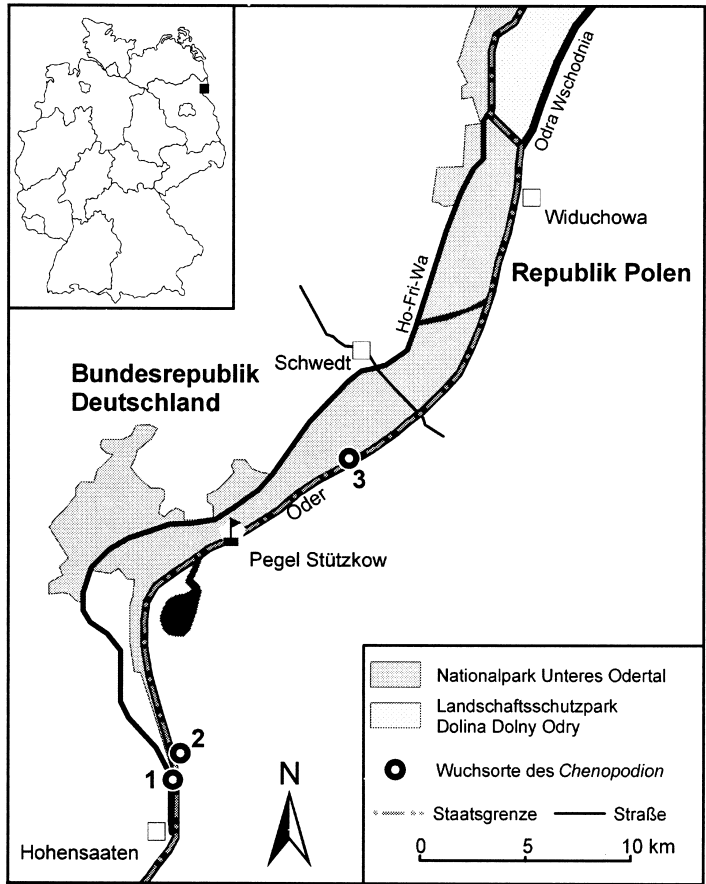 Odra Wschodnia
Widuchowa
Republik Polen
Ho-Fri-Wa
Schwedt
Bundesrepublik
Deutschland
3
Oder
Pegel Stützkow
2
1
Hohensaaten
N
Nationalpark Unteres Odertal
Landschaftsschutzpark
Dolina Dolny Odry
Wuchsorte des Chenopodion
Staatsgrenze
Straße
0 5 10 km